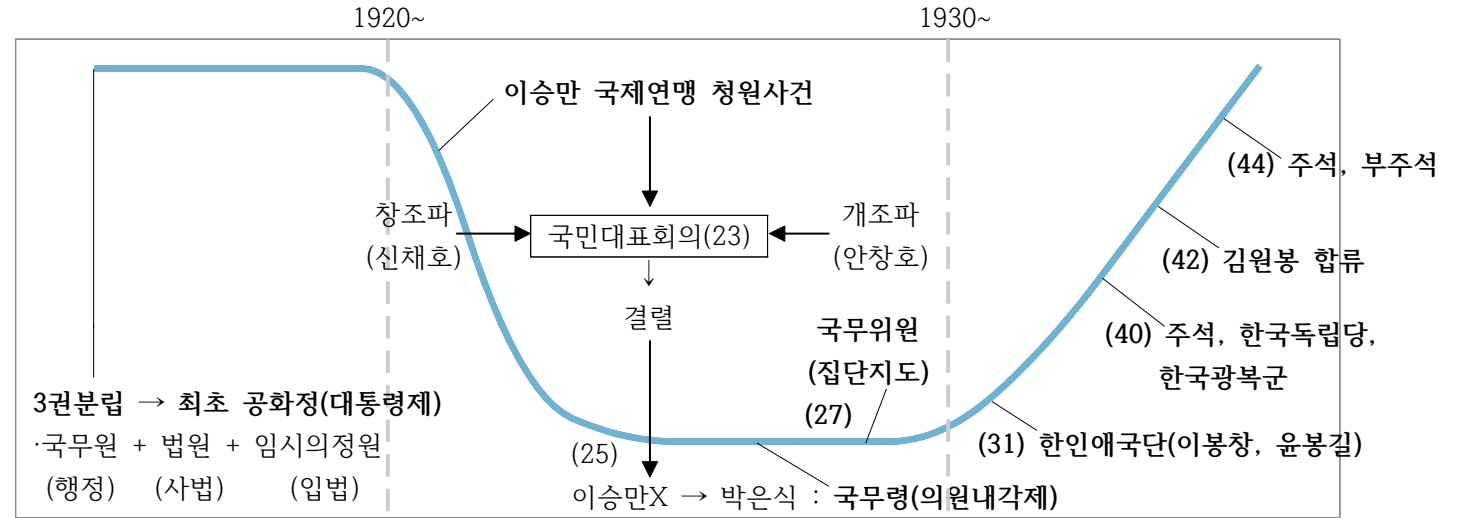 1920~
1930~
이승만 국제연맹 청원사건
(44) 주석, 부주석
창조파
(신채호)
국민대표회의(23)
개조파
(안창호)
(42) 김원봉 합류
결렬
국무위원
(집단지도)
(27)
(40) 주석, 한국독립당,
한국광복군
3권분립 → 최초 공화정(대통령제)
·국무원 + 법원 + 임시의정원
(행정) (사법) (입법)
(31) 한인애국단(이봉창, 윤봉길)
(25)
이승만X → 박은식 : 국무령(의원내각제)